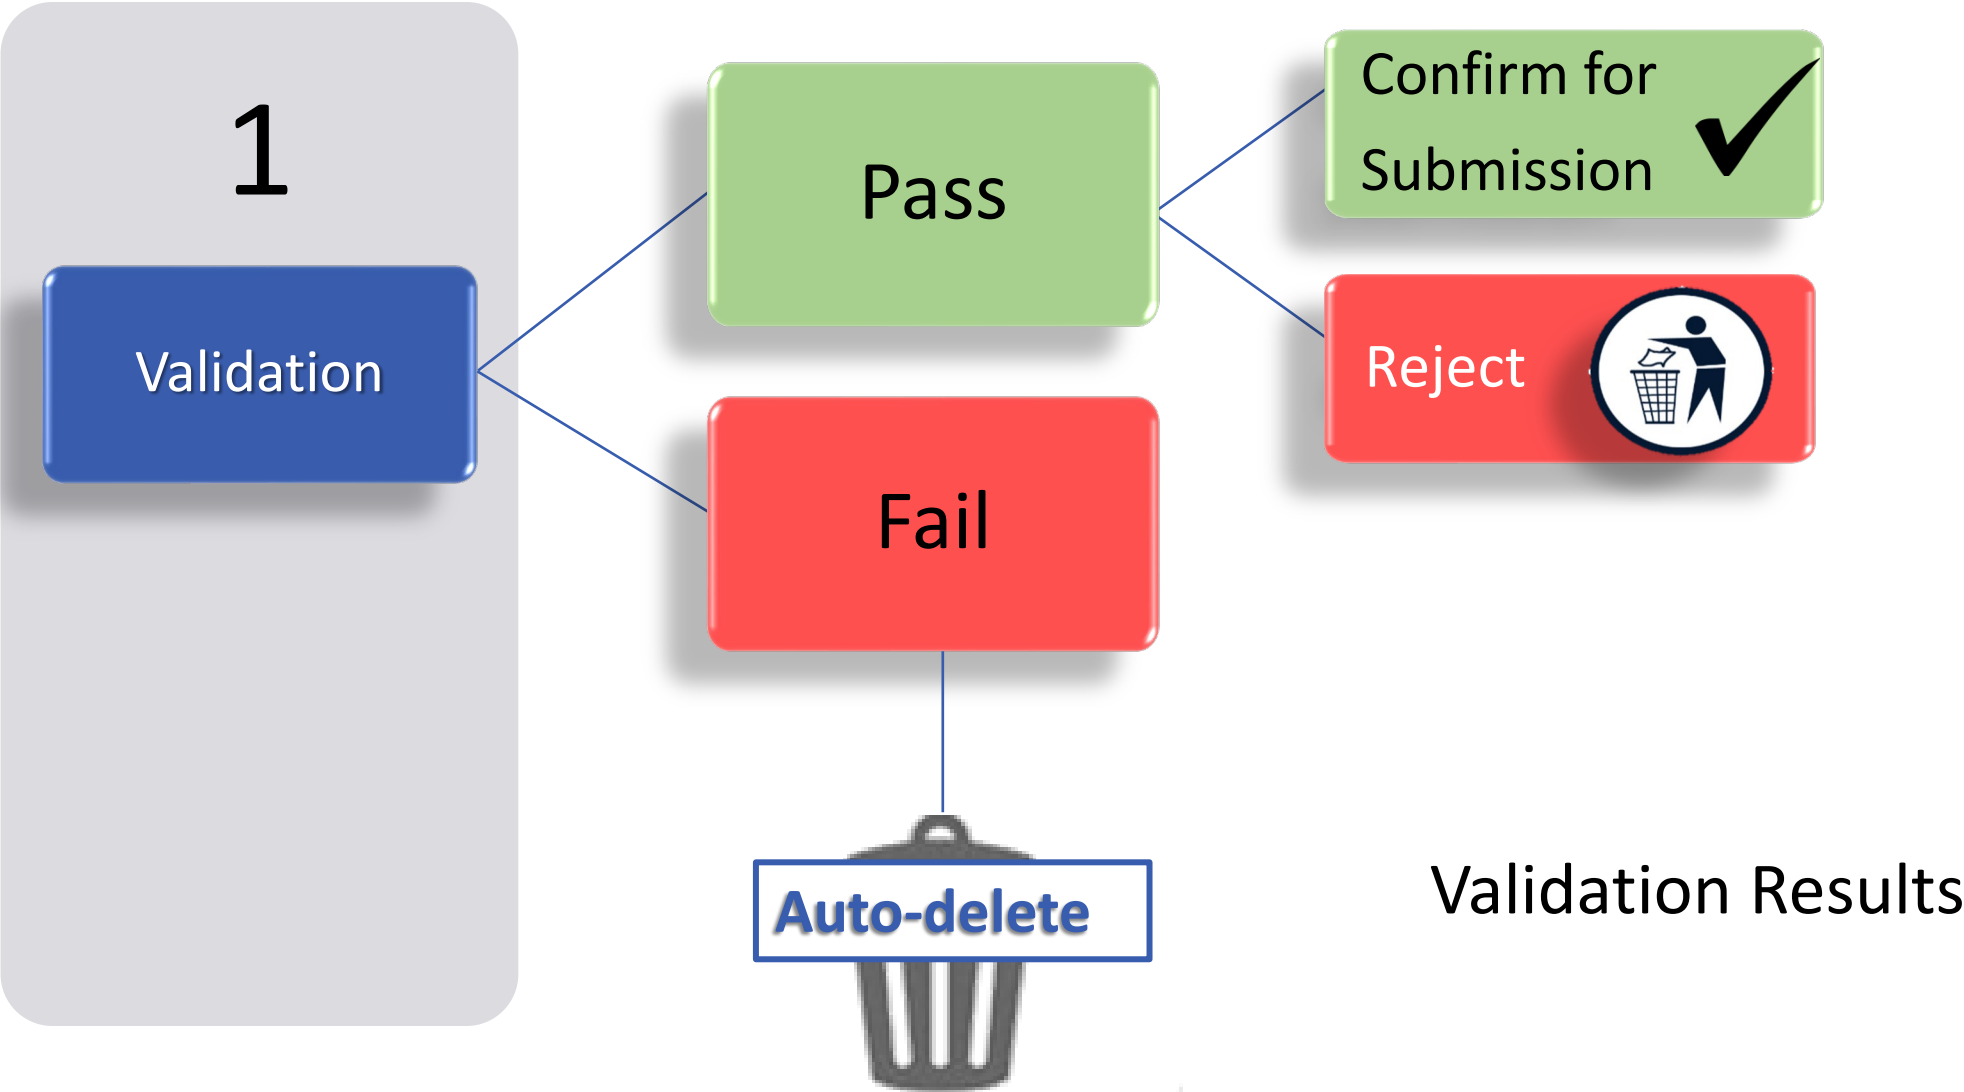 1
Validation
Pass
Fail
Confirm for
Submission
Reject
Auto-delete
Validation Results